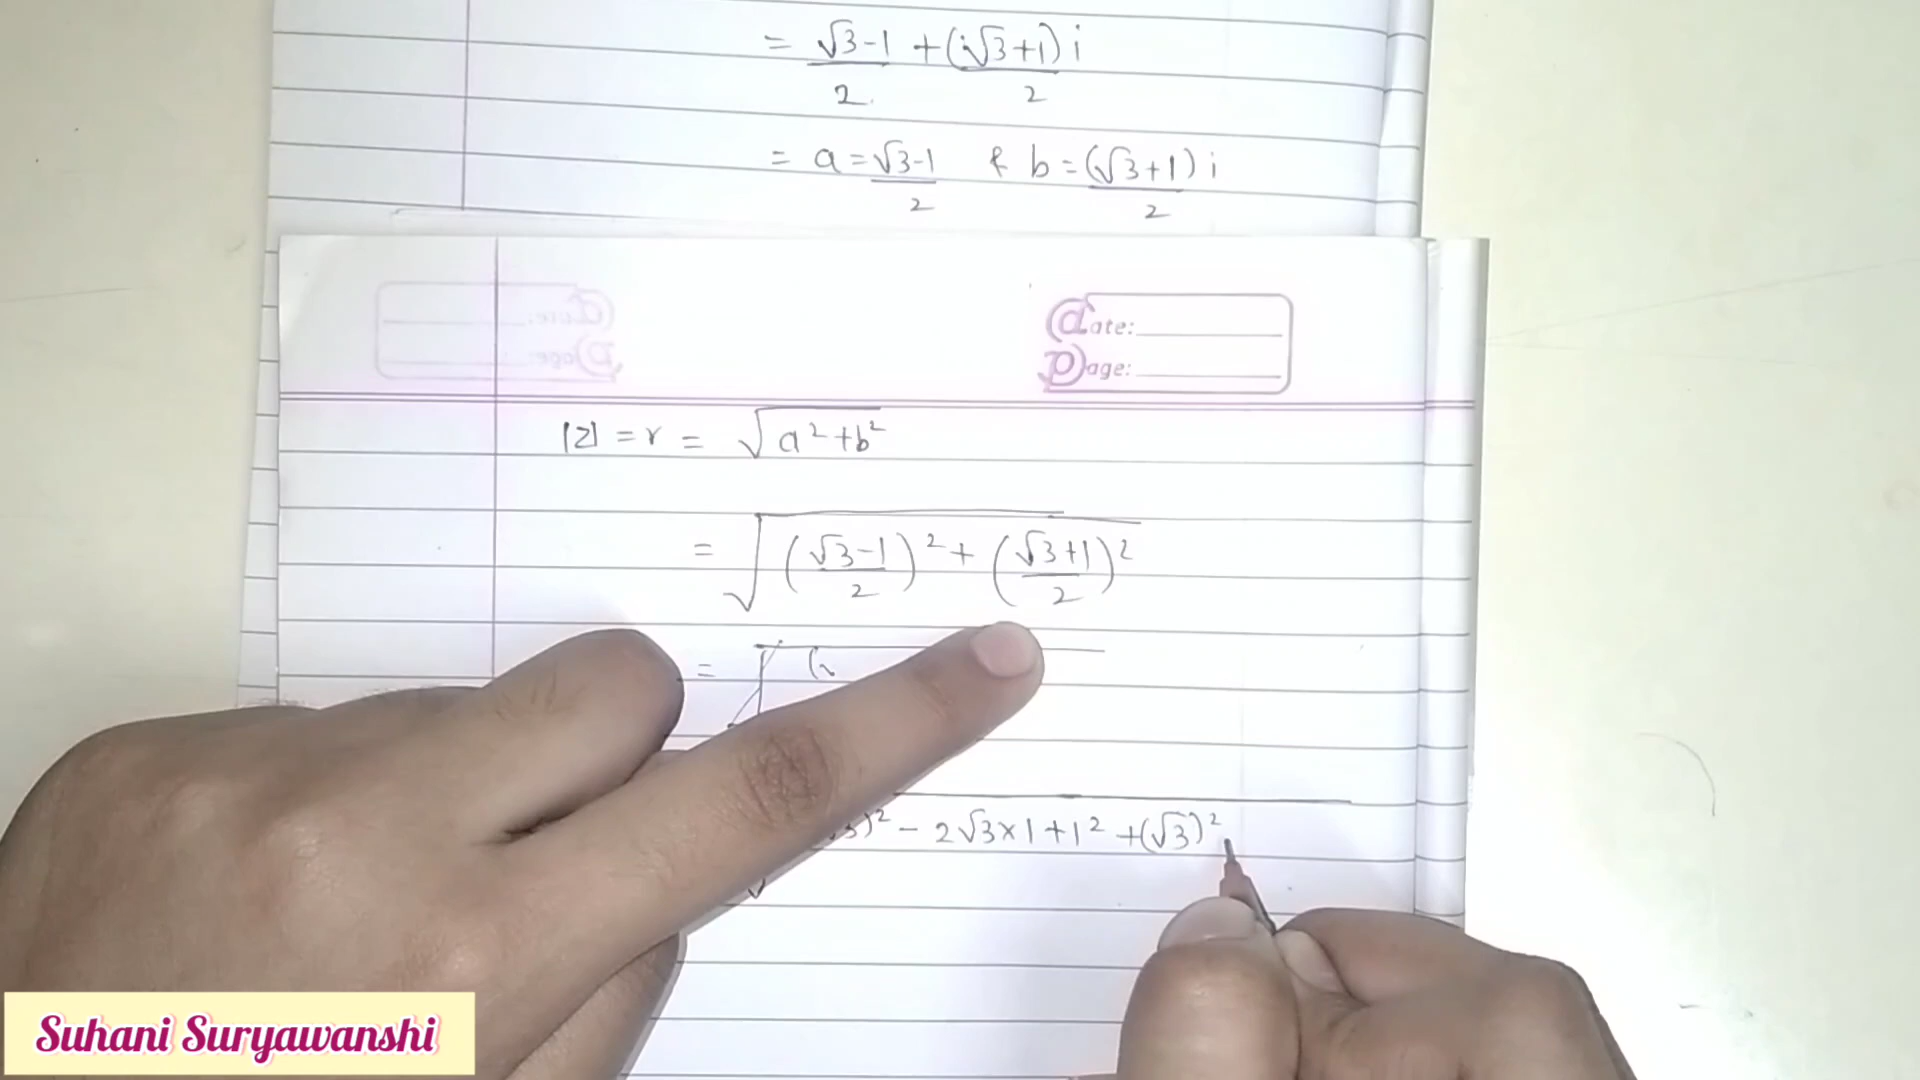 = √3-1/2 + (√3+1)/2 i
= a = √3-1/2 & b = (√3+1)/2 i
Date:
Page:
|z| = r = √a²+b²
= √(√3-1/2)² + (√3+1/2)²
= (
3)² - 2√3×1+1² +(√3)²
Suhani Suryawanshi